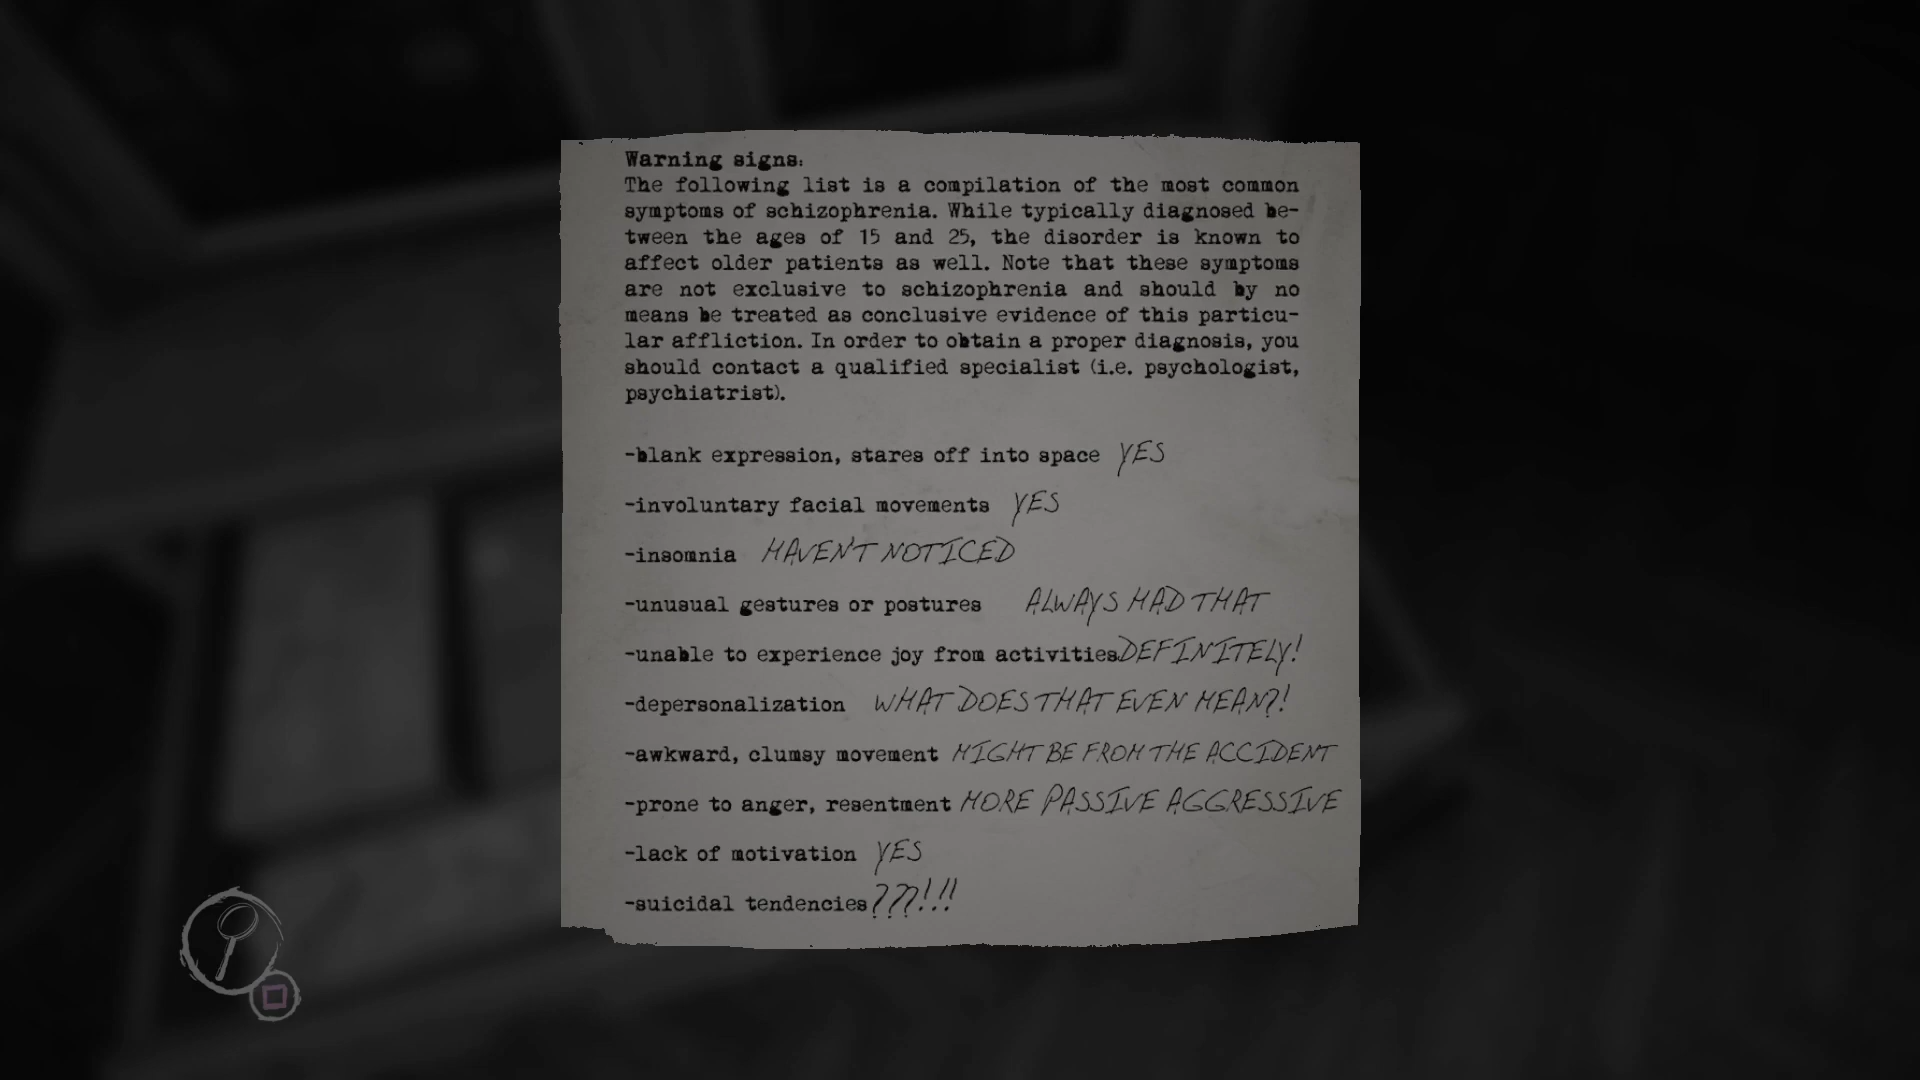 Warning signs:
The following list is a compilation of the most common
symptoms of schizophrenia. While typically diagnosed be-
tween the ages of 15 and 25, the disorder is known to
affect older patients as well. Note that these symptoms
are not exclusive to schizophrenia and should by no
means be treated as conclusive evidence of this particu-
lar affliction. In order to obtain a proper diagnosis, you
should contact a qualified specialist (i.e. psychologist,
psychiatrist).
-blank expression, stares off into space YES
-involuntary facial movements YES
-insomnia HAVEN'T NOTICED
-unusual gestures or postures ALWAYS HAD THAT
-unable to experience joy from activities DEFINITELY!
-depersonalization WHAT DOES THAT EVEN MEAN?!
-awkward, clumsy movement MIGHT BE FROM THE ACCIDENT
-prone to anger, resentment MORE PASSIVE AGGRESSIVE
-lack of motivation YES
-suicidal tendencies ???!!!